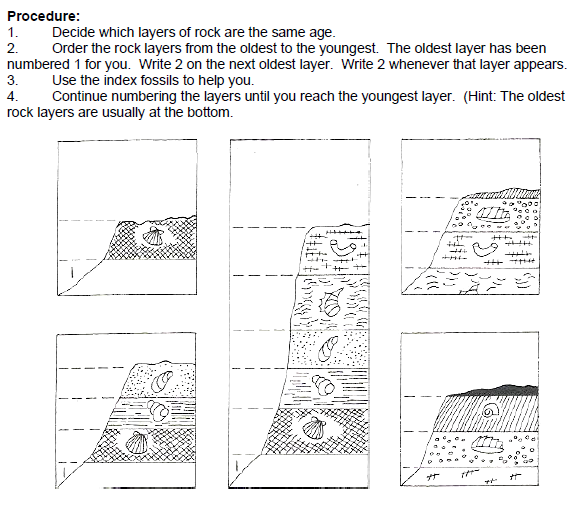 Procedure:
1. Decide which layers of rock are the same age.
2. Order the rock layers from the oldest to the youngest. The oldest layer has been
numbered 1 for you. Write 2 on the next oldest layer. Write 2 whenever that layer appears.
3. Use the index fossils to help you.
4. Continue numbering the layers until you reach the youngest layer. (Hint: The oldest
rock layers are usually at the bottom.
1
1
1